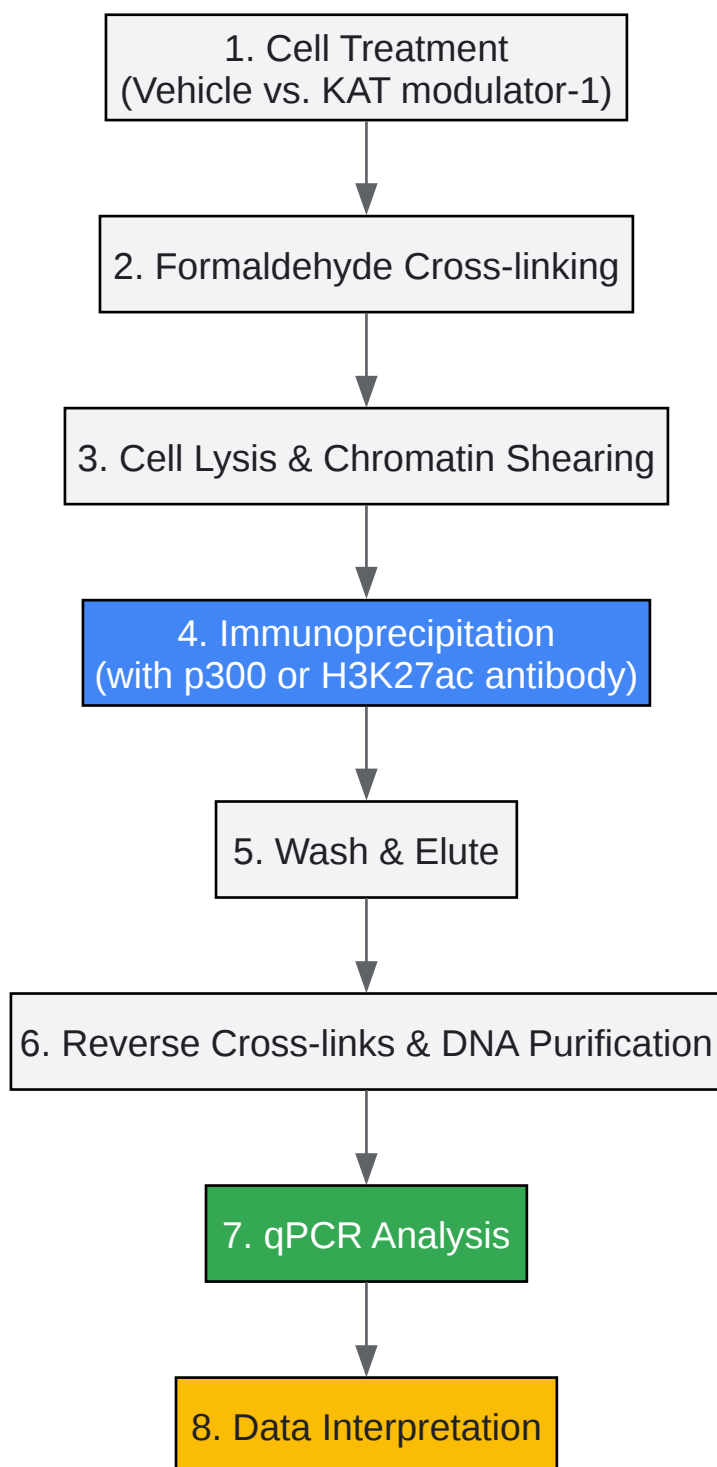 1. Cell Treatment
(Vehicle vs. KAT modulator-1)
2. Formaldehyde Cross-linking
3. Cell Lysis & Chromatin Shearing
4. Immunoprecipitation
(with p300 or H3K27ac antibody)
5. Wash & Elute
6. Reverse Cross-links & DNA Purification
7. qPCR Analysis
8. Data Interpretation